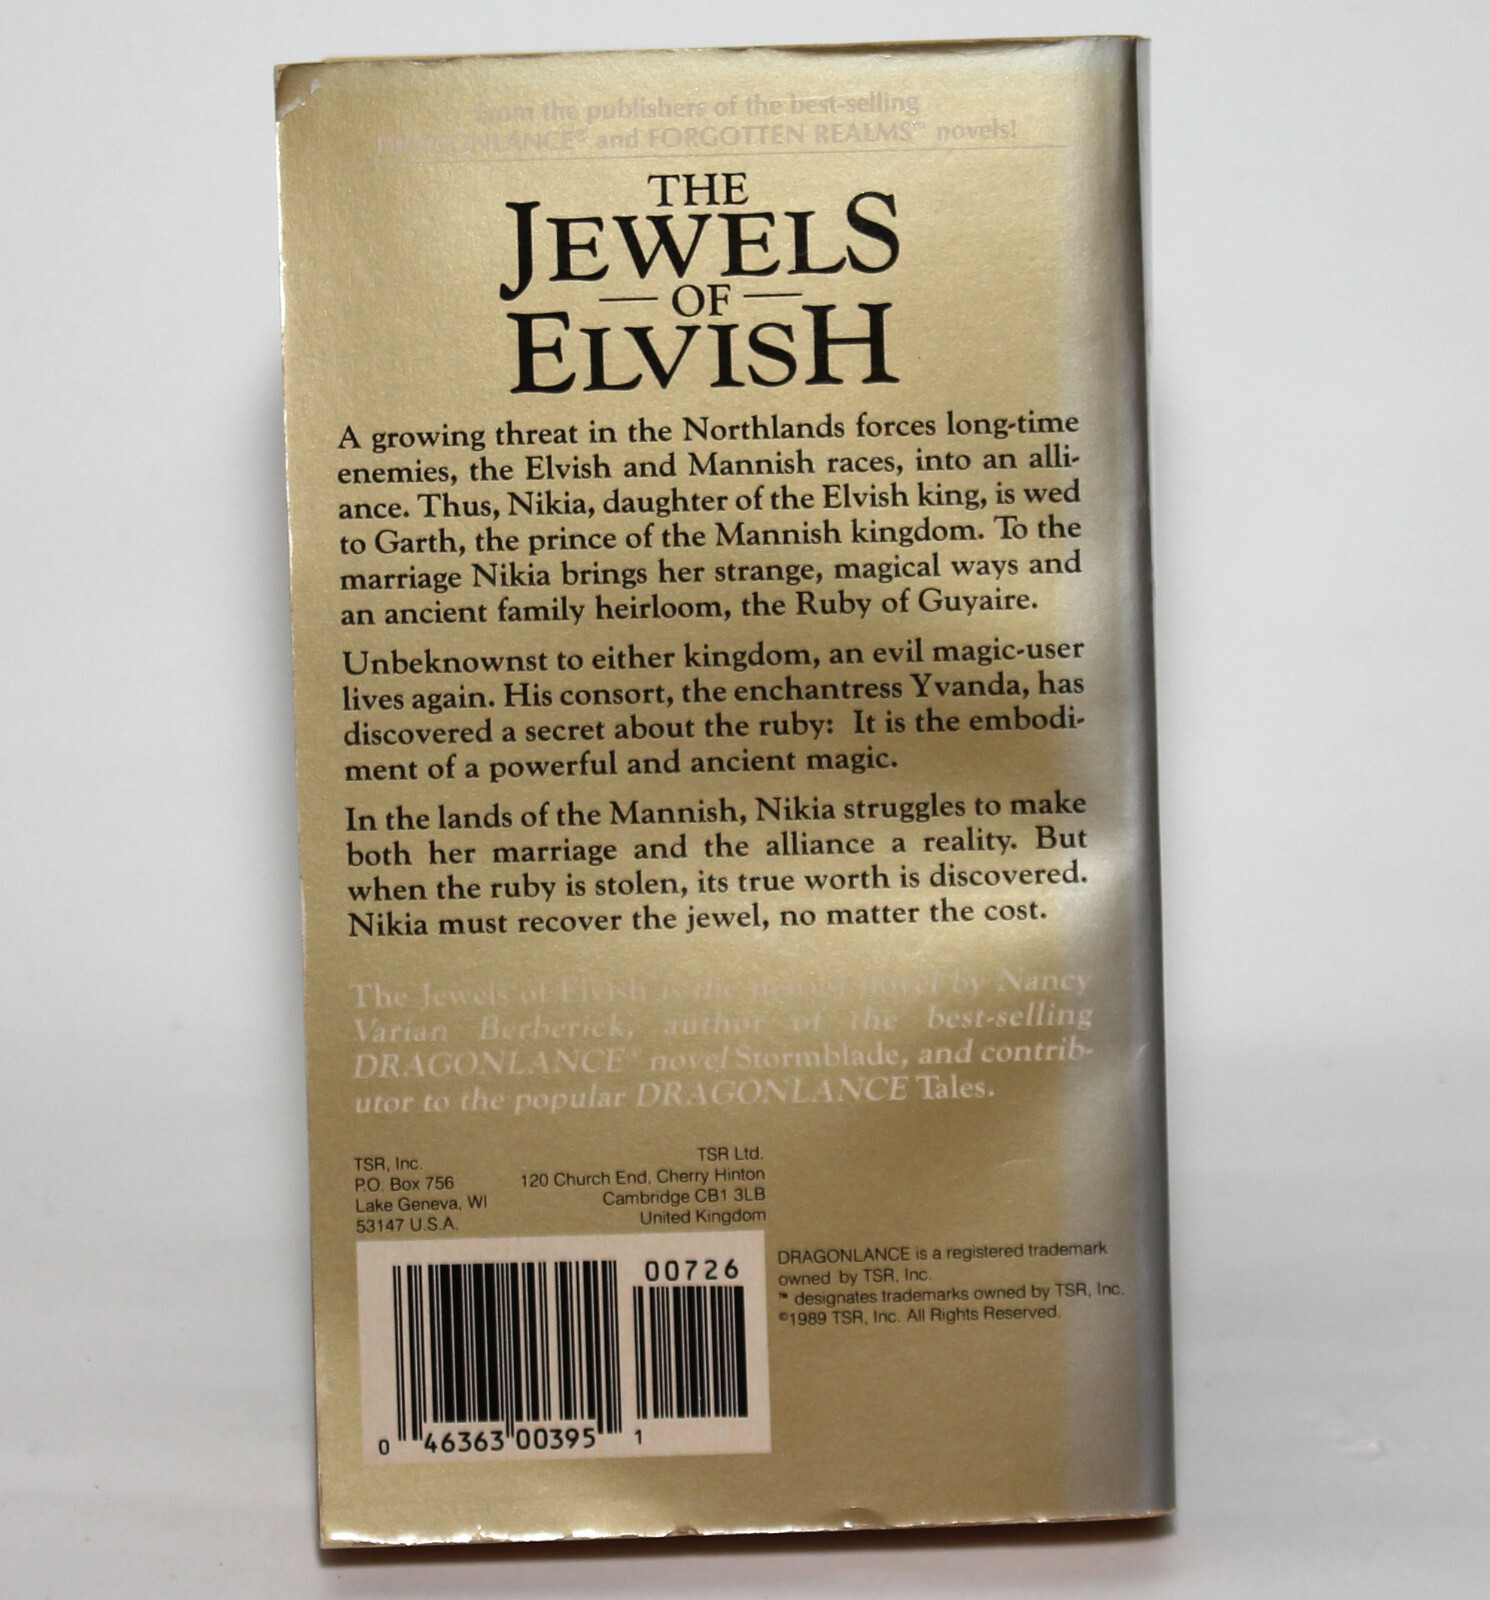 from the publishers of the best-selling
DRAGONLANCE® and FORGOTTEN REALMS™ novels!
THE
JEWELS
OF
ELVISH
A growing threat in the Northlands forces long-time
enemies, the Elvish and Mannish races, into an alli-
ance. Thus, Nikia, daughter of the Elvish king, is wed
to Garth, the prince of the Mannish kingdom. To the
marriage Nikia brings her strange, magical ways and
an ancient family heirloom, the Ruby of Guyaire.
Unbeknownst to either kingdom, an evil magic-user
lives again. His consort, the enchantress Yvanda, has
discovered a secret about the ruby: It is the embodi-
ment of a powerful and ancient magic.
In the lands of the Mannish, Nikia struggles to make
both her marriage and the alliance a reality. But
when the ruby is stolen, its true worth is discovered.
Nikia must recover the jewel, no matter the cost.
The Jewels of Elvish is the novel by Nancy
Varian Berberick, author of the best-selling
DRAGONLANCE® novel Stormblade, and contrib-
utor to the popular DRAGONLANCE Tales.
TSR, Inc.
P.O. Box 756
Lake Geneva, WI
53147 U.S.A.
TSR Ltd.
120 Church End, Cherry Hinton
Cambridge CB1 3LB
United Kingdom
DRAGONLANCE is a registered trademark
owned by TSR, Inc.
™ designates trademarks owned by TSR, Inc.
©1989 TSR, Inc. All Rights Reserved.
00726
0 46363 00395 1